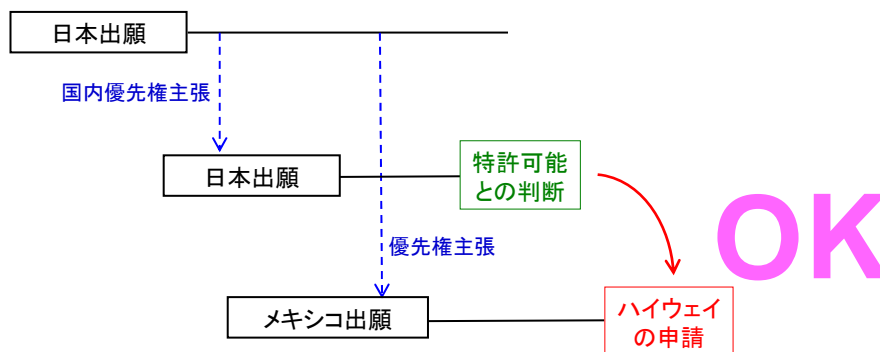 日本出願
国内優先権主張
日本出願
特許可能
との判断
OK
優先権主張
メキシコ出願
ハイウェイ
の申請